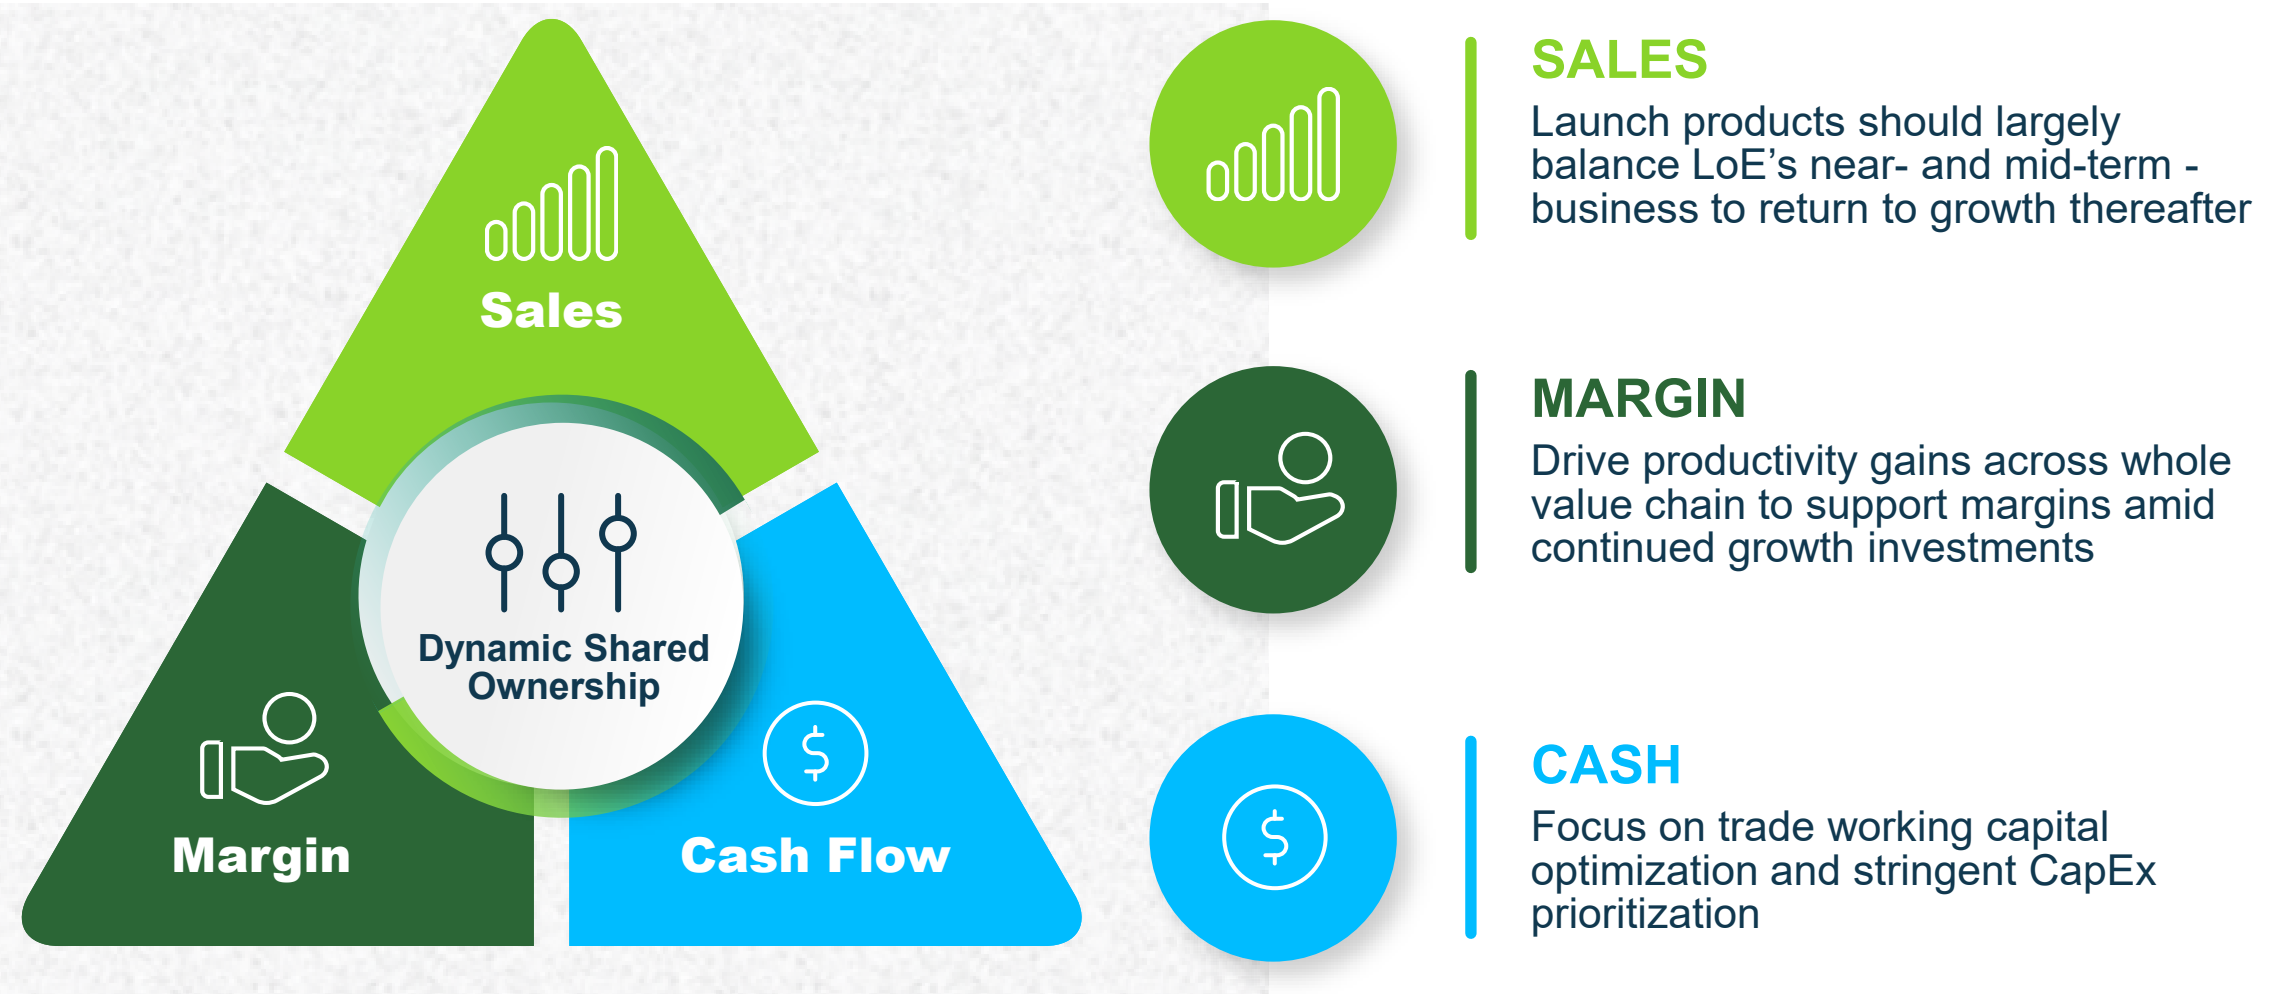 Sales
Dynamic Shared
Ownership
Margin
Cash Flow
$
SALES
Launch products should largely
balance LoE’s near- and mid-term -
business to return to growth thereafter
MARGIN
Drive productivity gains across whole
value chain to support margins amid
continued growth investments
$
CASH
Focus on trade working capital
optimization and stringent CapEx
prioritization